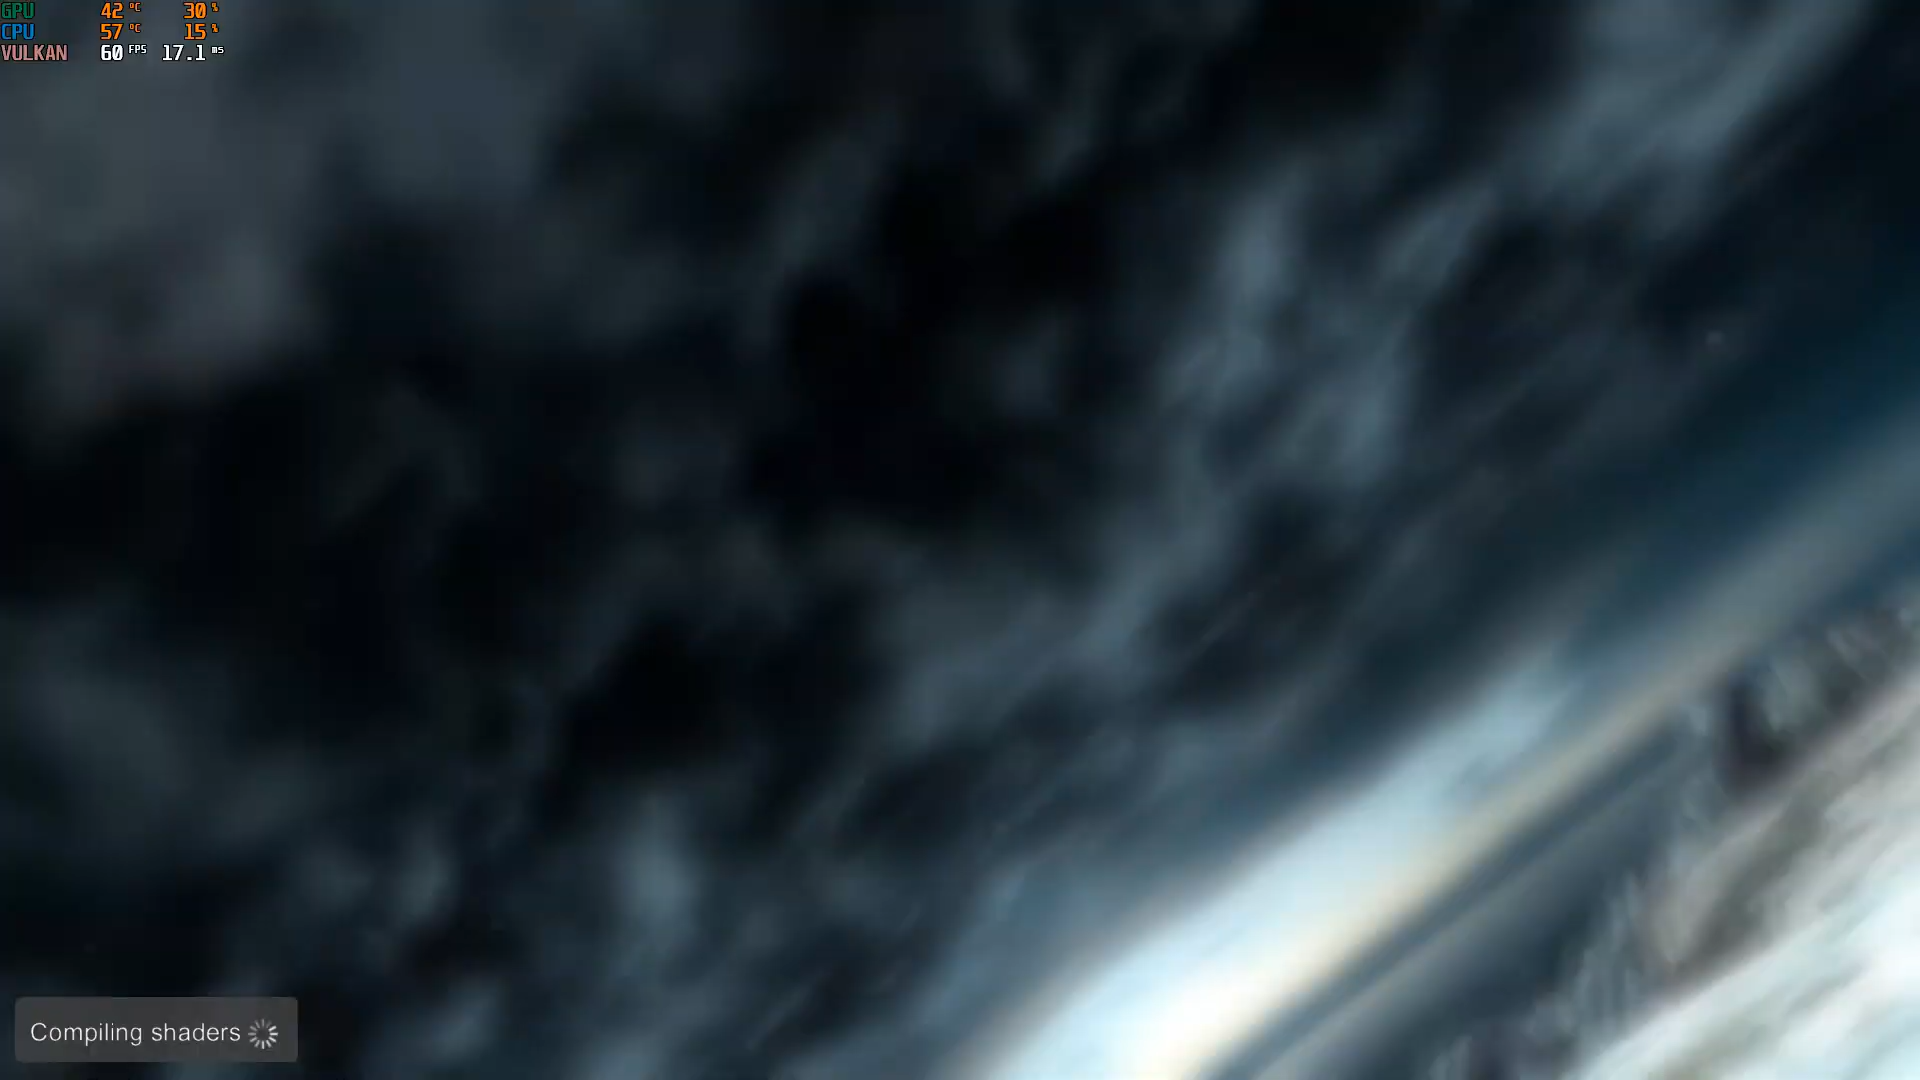 GPU 42 °C 30 %
CPU 57 °C 15 %
VULKAN 60 FPS 17.1 ms
Compiling shaders